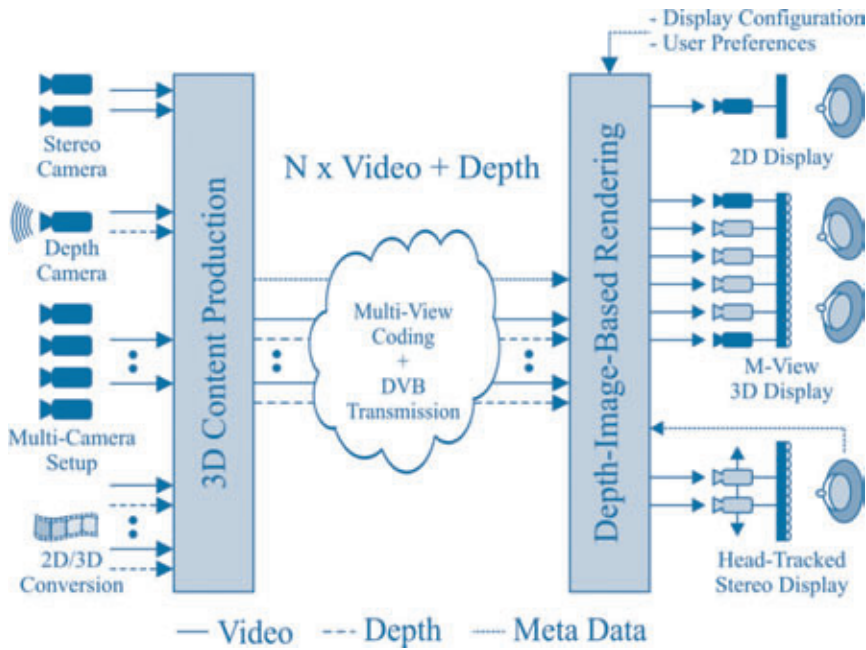 - Display Configuration
- User Preferences
Stereo
Camera
Depth
Camera
Multi-Camera
Setup
2D/3D
Conversion
3D Content Production
N x Video + Depth
Multi-View
Coding
+
DVB
Transmission
Depth-Image-Based Rendering
2D Display
M-View
3D Display
Head-Tracked
Stereo Display
Video
Depth
Meta Data